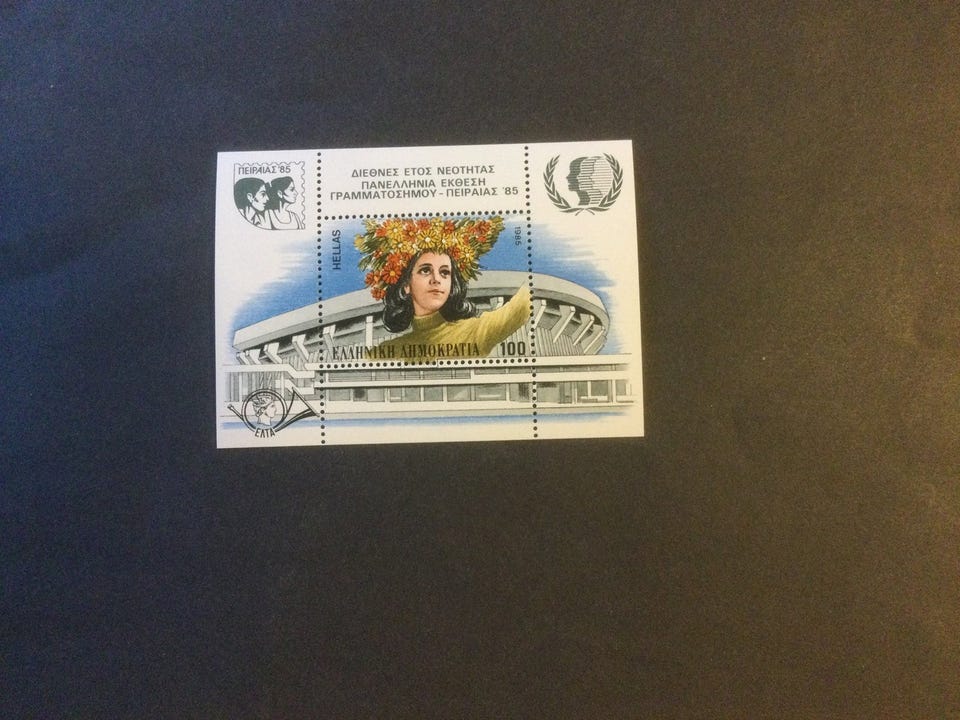 ΠΕΙΡΑΙΑΣ '85
ΔΙΕΘΝΕΣ ΕΤΟΣ ΝΕΟΤΗΤΑΣ
ΠΑΝΕΛΛΗΝΙΑ ΕΚΘΕΣΗ
ΓΡΑΜΜΑΤΟΣΗΜΟΥ - ΠΕΙΡΑΙΑΣ '85
HELLAS
1985
ΕΛΛΗΝΙΚΗ ΔΗΜΟΚΡΑΤΙΑ 100
ΕΛΤΑ